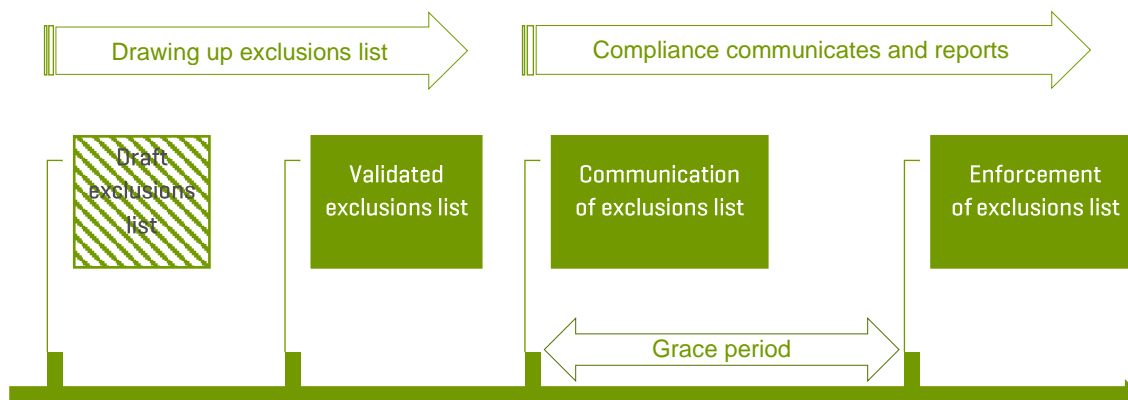 Drawing up exclusions list
Compliance communicates and reports
Draft
exclusions
list
Validated
exclusions list
Communication
of exclusions list
Enforcement
of exclusions list
Grace period